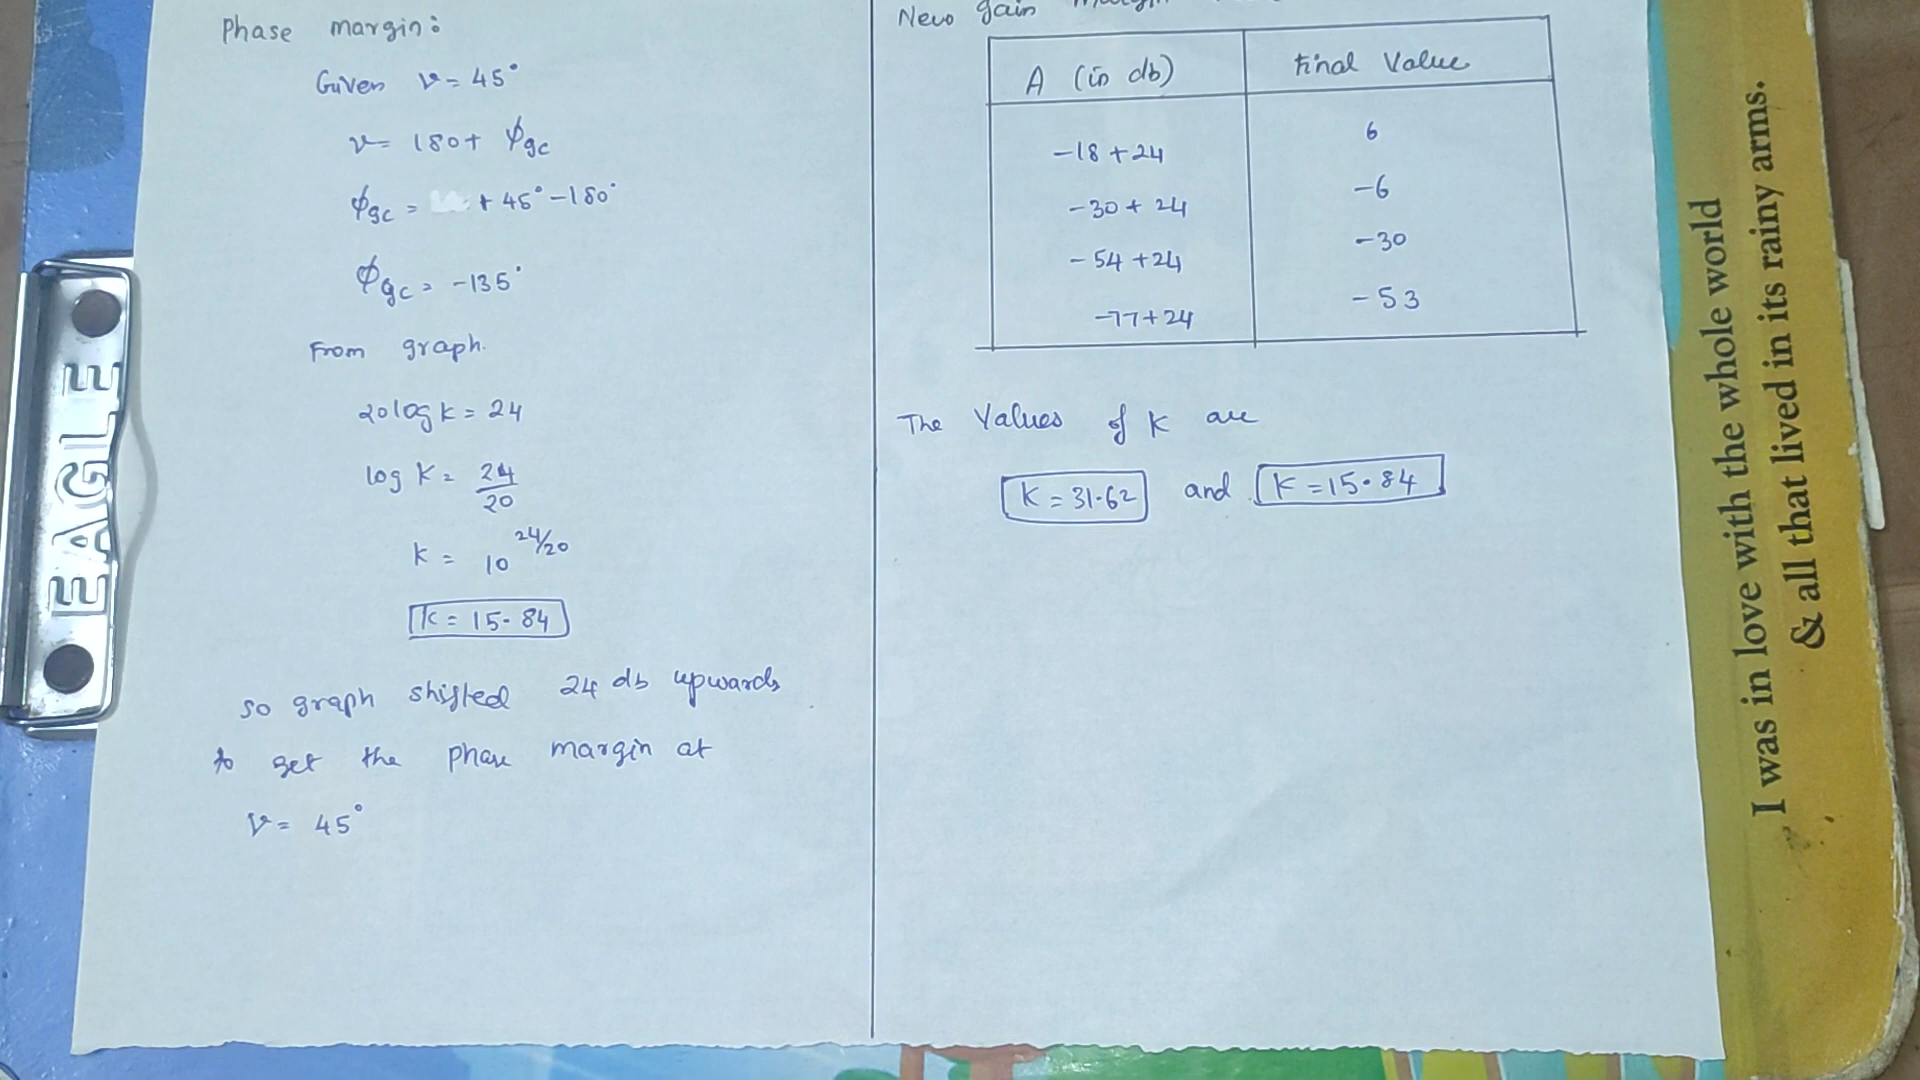 Phase margin:
Given γ = 45°
γ = 180 + ϕgc
ϕgc = + 45° - 180°
ϕgc = -135°
From graph.
20 log K = 24
log K = 24/20
K = 10^24/20
K = 15.84
so graph shifted 24 db upwards
to get the phase margin at
γ = 45°
New gain margin
A (in db) Final Value
-18 + 24 6
-30 + 24 -6
-54 + 24 -30
-77 + 24 -53
The Values of K are
K = 31.62 and K = 15.84
EAGLE
I was in love with the whole world
& all that lived in its rainy arms.